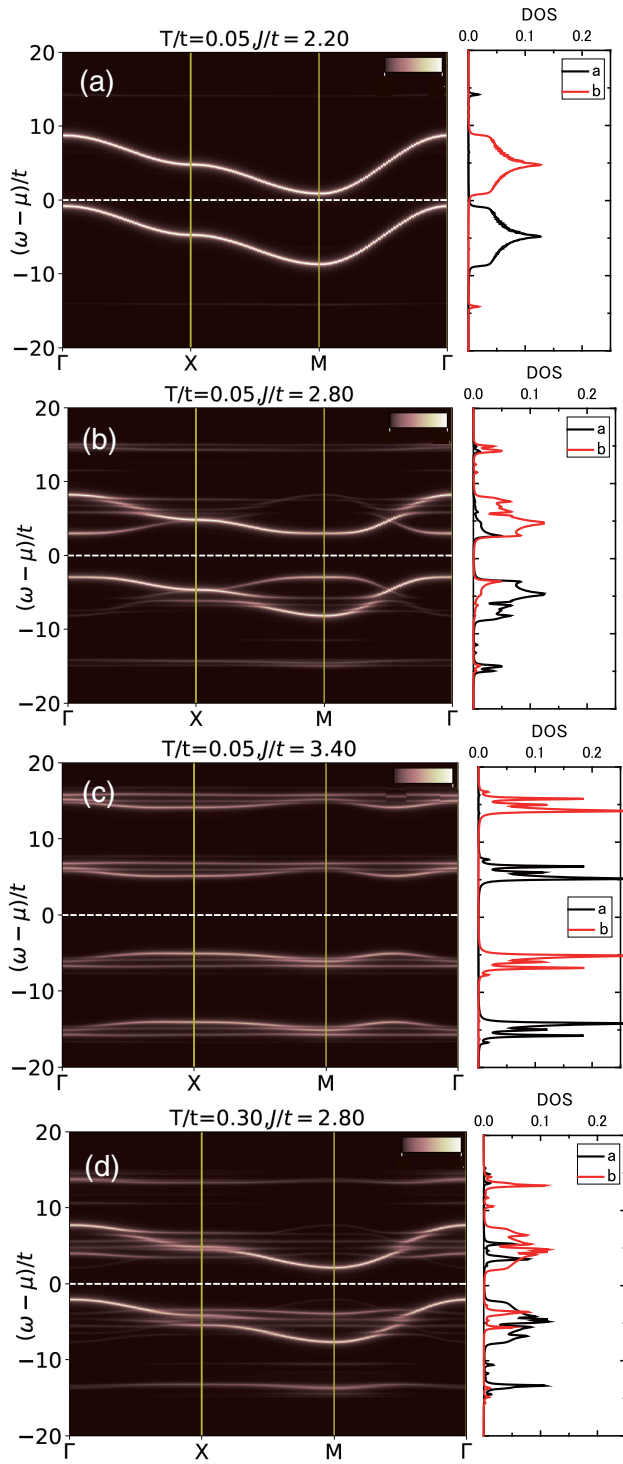 T/t=0.05,J/t = 2.20
DOS
0.0 0.1 0.2
(a)
a
b
20
10
0
−10
−20
(ω − μ)/t
Γ X M Γ
T/t=0.05,J/t = 2.80
DOS
0.0 0.1 0.2
(b)
a
b
20
10
0
−10
−20
(ω − μ)/t
Γ X M Γ
T/t=0.05,J/t = 3.40
DOS
0.0 0.1 0.2
(c)
a
b
20
10
0
−10
−20
(ω − μ)/t
Γ X M Γ
T/t=0.30,J/t = 2.80
DOS
0.0 0.1 0.2
(d)
a
b
20
10
0
−10
−20
(ω − μ)/t
Γ X M Γ